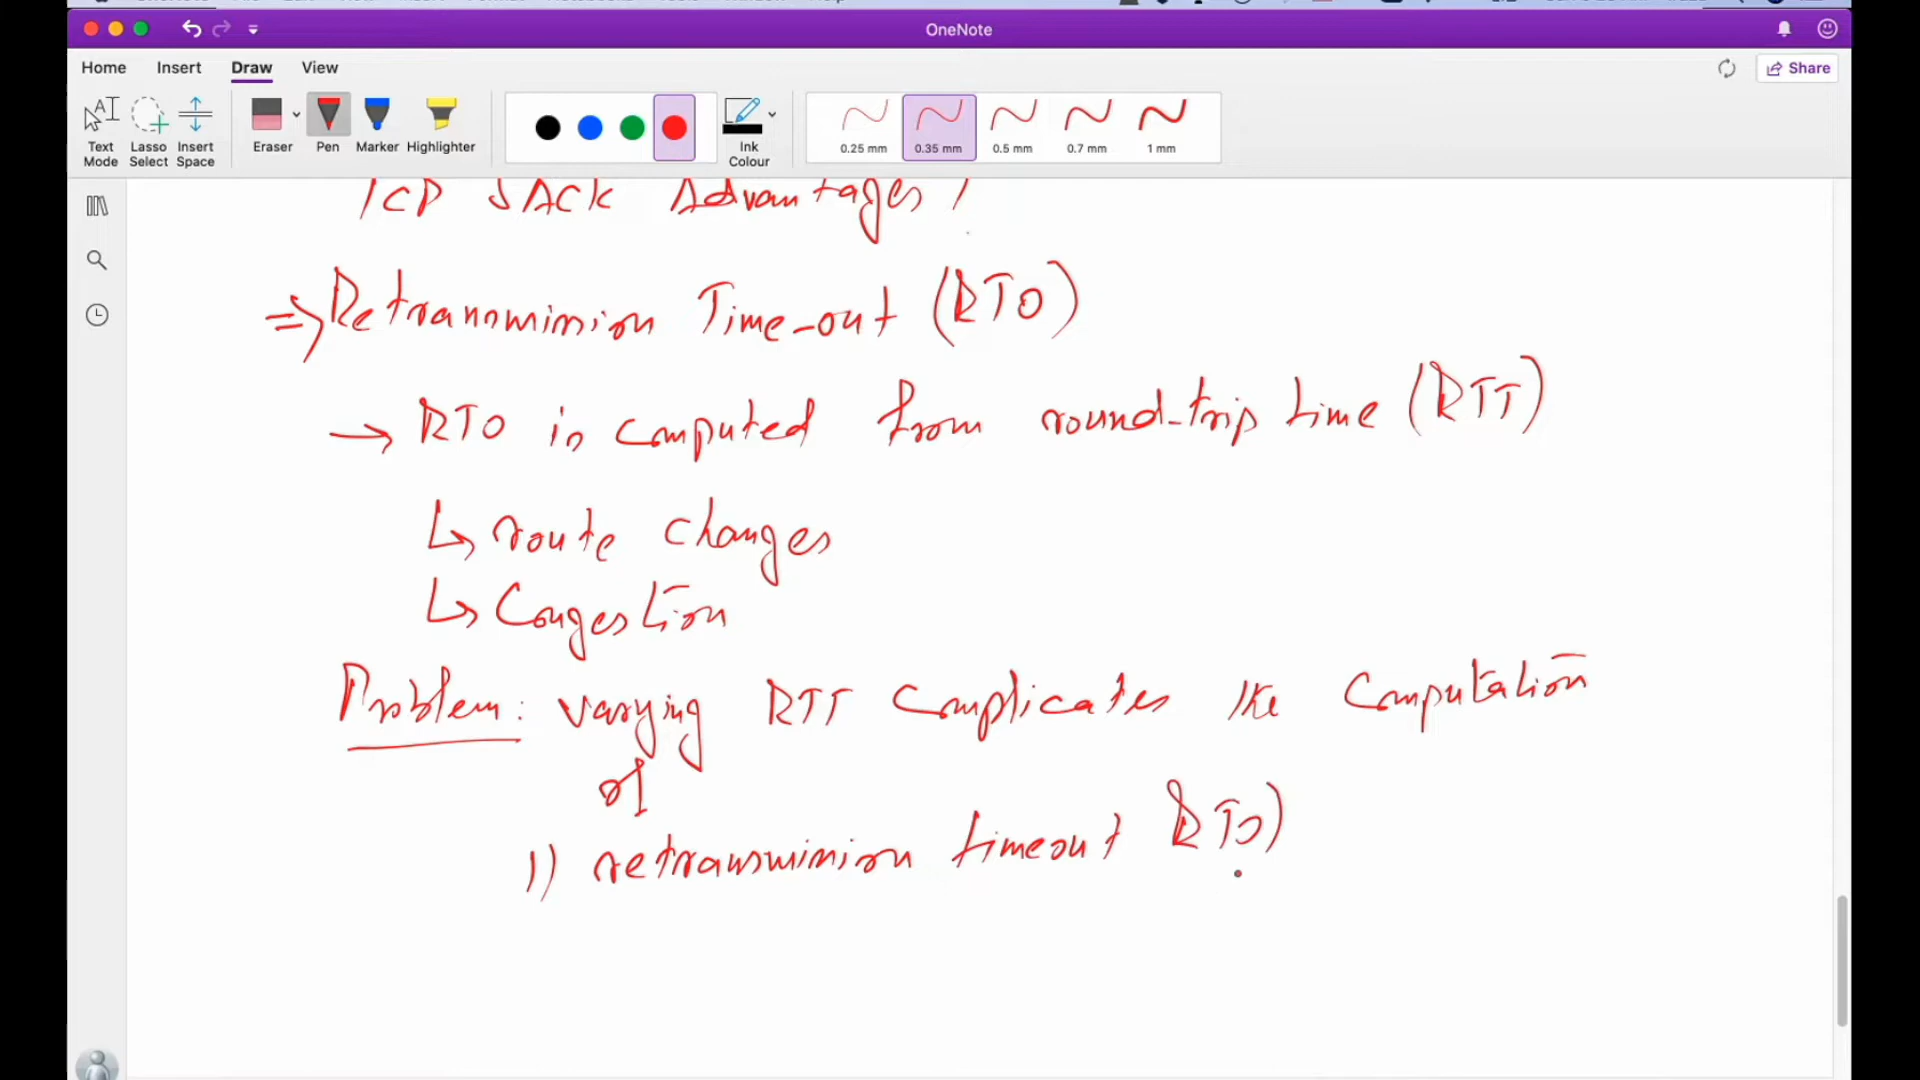 OneNote
Home Insert Draw View
Share
Text Mode
Lasso Select
Insert Space
Eraser
Pen
Marker
Highlighter
Ink Colour
0.25 mm
0.35 mm
0.5 mm
0.7 mm
1 mm
TCP SACK Advantages!
⇒ Retransmission Time-out (RTO)
→ RTO is computed from round-trip time (RTT)
↳ route changes
↳ Congestion
Problem: varying RTT complicates the computation
of
1) retransmission timeout RTO)